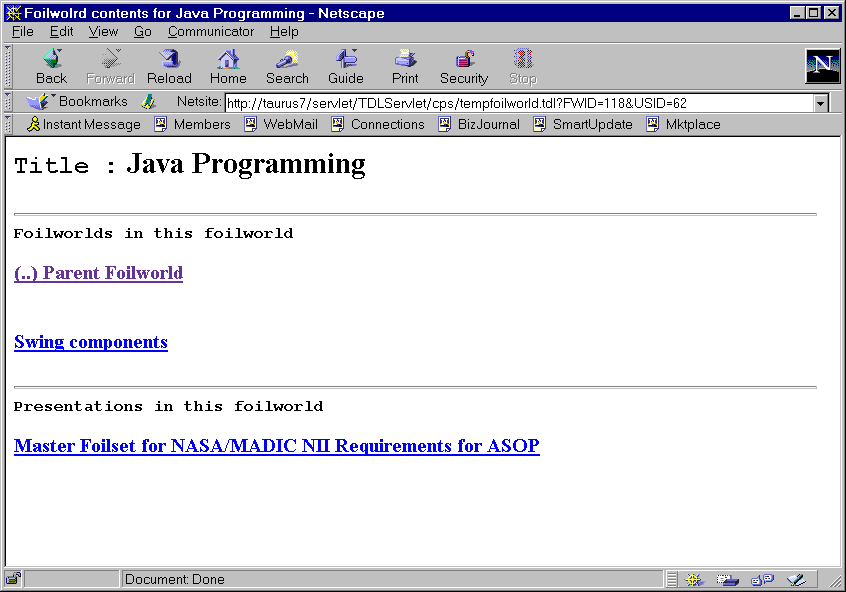 Foilwolrd contents for Java Programming - Netscape
File Edit View Go Communicator Help
Back Forward Reload Home Search Guide Print Security Stop
N
Bookmarks Netsite: http://taurus7/servlet/TDLServlet/cps/tempfoilworld.tdl?FWID=118&USID=62
Instant Message Members WebMail Connections BizJournal SmartUpdate Mktplace
Title : Java Programming
Foilworlds in this foilworld
(..) Parent Foilworld
Swing components
Presentations in this foilworld
Master Foilset for NASA/MADIC NII Requirements for ASOP
Document: Done